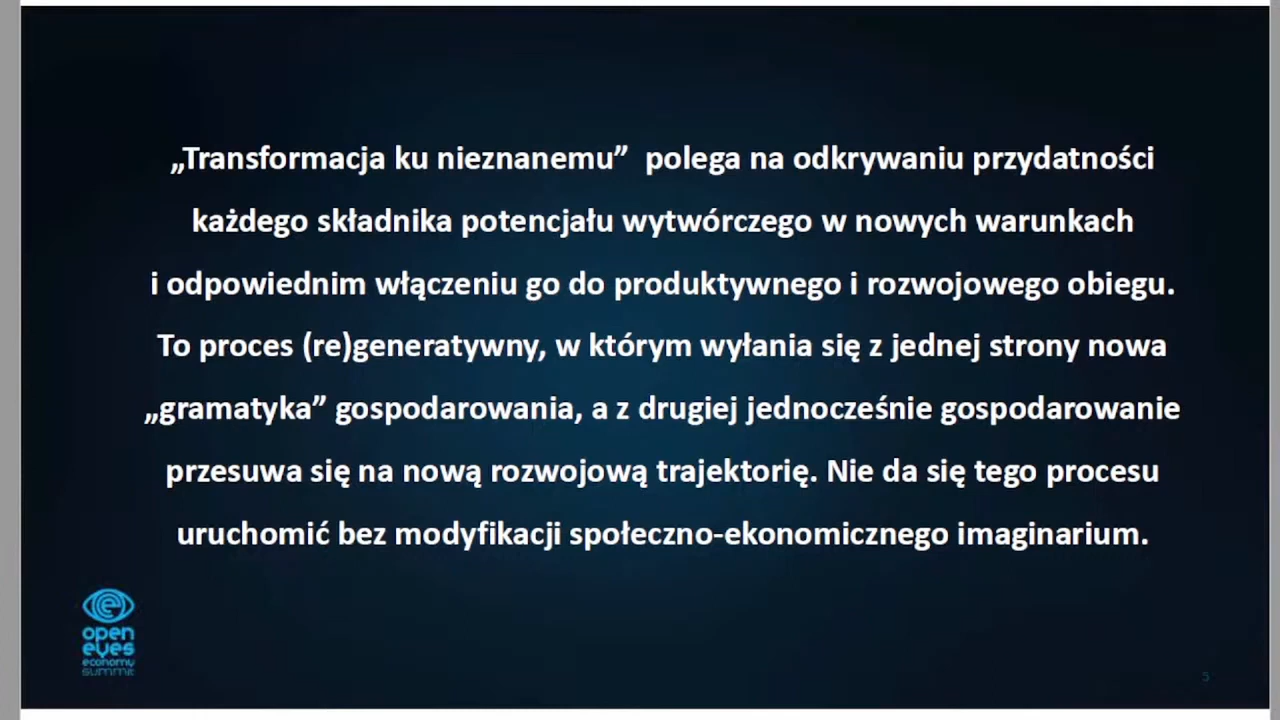 „Transformacja ku nieznanemu” polega na odkrywaniu przydatności
każdego składnika potencjału wytwórczego w nowych warunkach
i odpowiednim włączeniu go do produktywnego i rozwojowego obiegu.
To proces (re)generatywny, w którym wyłania się z jednej strony nowa
„gramatyka” gospodarowania, a z drugiej jednocześnie gospodarowanie
przesuwa się na nową rozwojową trajektorię. Nie da się tego procesu
uruchomić bez modyfikacji społeczno-ekonomicznego imaginarium.
open
eyes
economy
summit
5